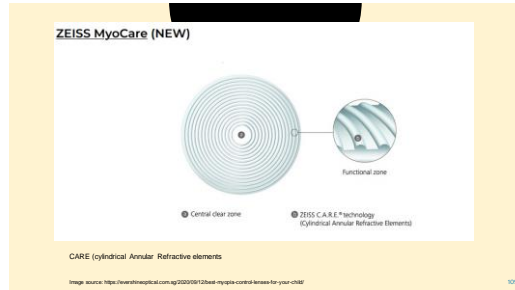 ZEISS MyoCare (NEW)
Functional zone
Central clear zone
ZEISS C.A.R.E.® technology
(Cylindrical Annular Refractive Elements)
CARE (cylindrical Annular Refractive elements
Image source: https://evershineoptical.com.sg/2020/09/12/best-myopia-control-lenses-for-your-child/